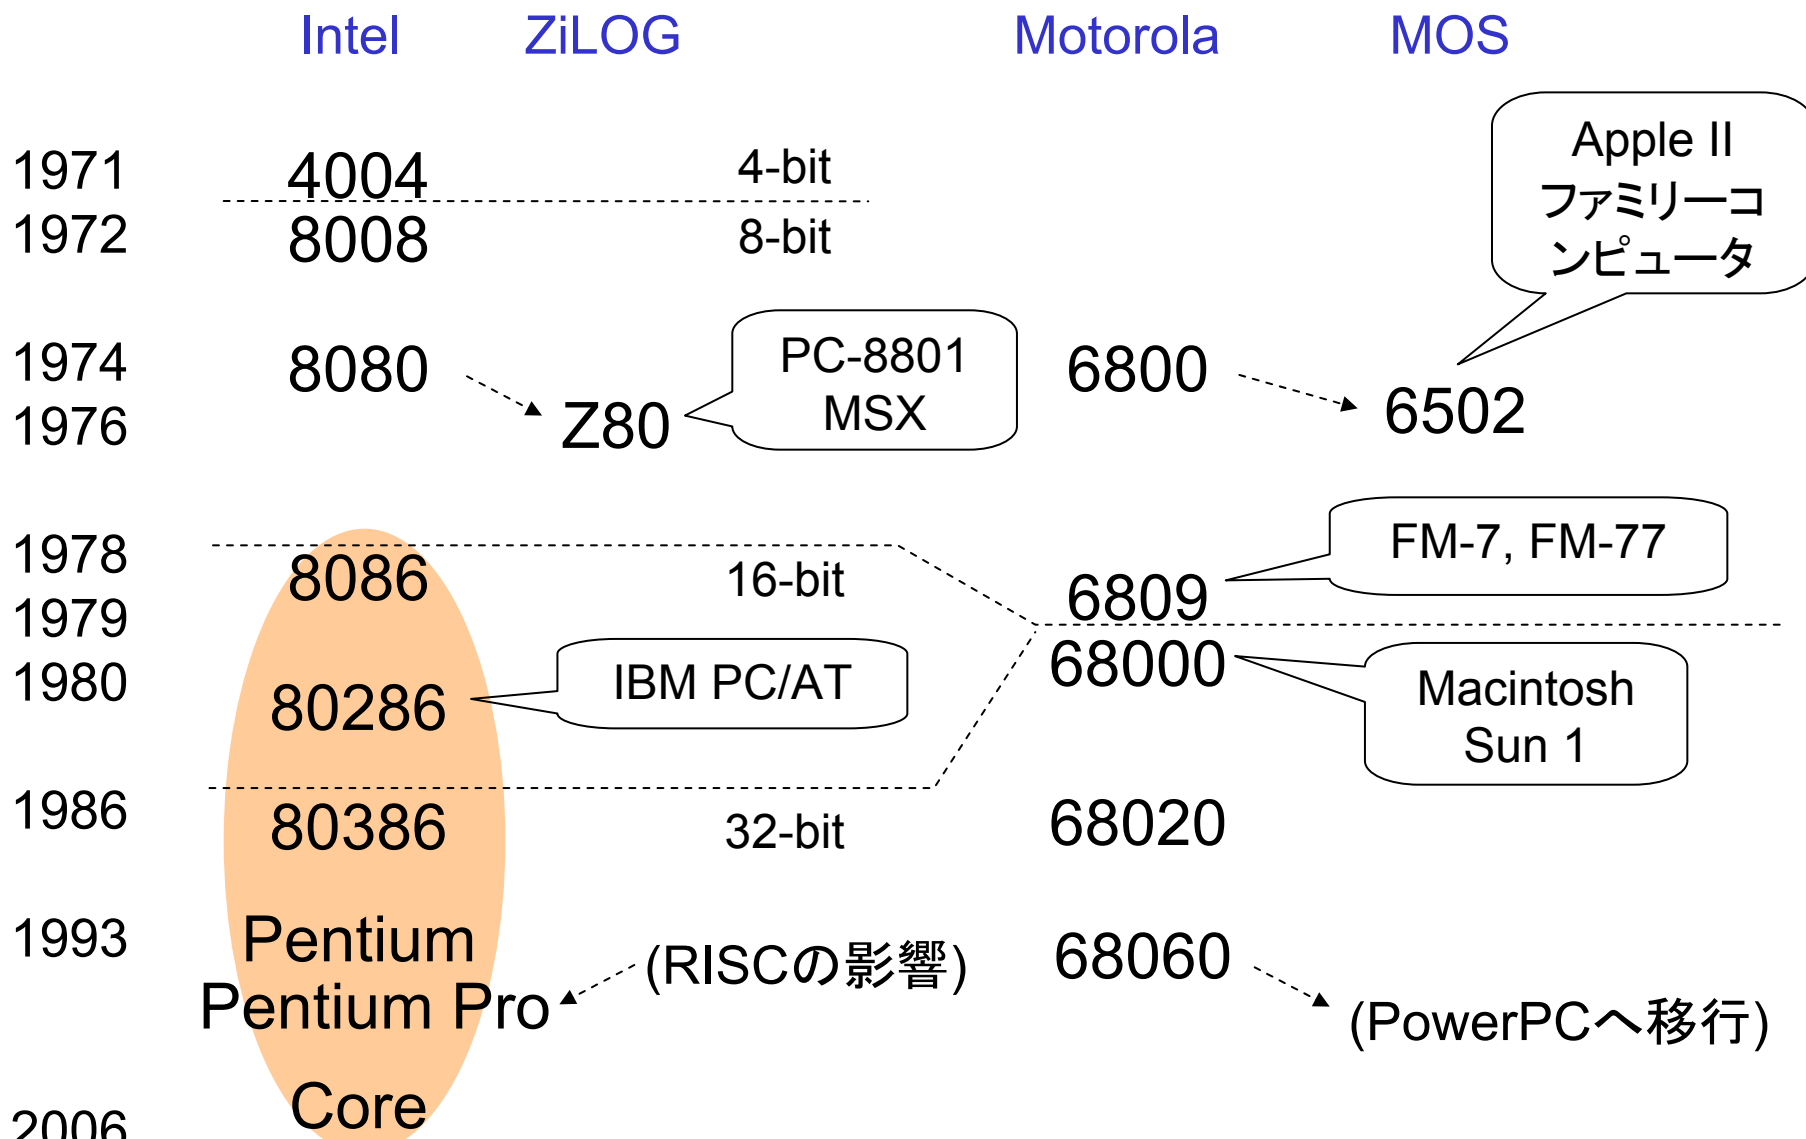 Intel ZiLOG Motorola MOS
Apple II
ファミリーコ
ンピュータ
1971 4004 4-bit
1972 8008 8-bit
1974 8080 6800
PC-8801
MSX
1976 Z80 6502
1978 8086 16-bit
FM-7, FM-77
1979 6809
1980 80286 68000
IBM PC/AT
Macintosh
Sun 1
1986 80386 32-bit 68020
1993 Pentium (RISCの影響) 68060
Pentium Pro (PowerPCへ移行)
2006 Core